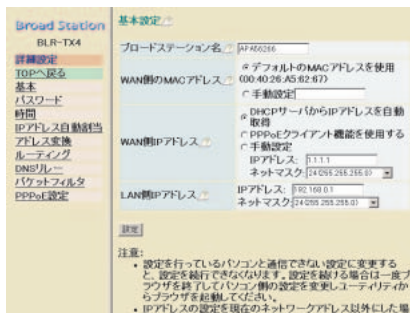 Broad Station
BLR-TX4
詳細設定
TOPへ戻る
基本
パスワード
時間
IPアドレス自動割当
アドレス変換
ルーティング
DNSリレー
パケットフィルタ
PPPoE設定
基本設定
ブロードステーション名 APA66266
WAN側のMACアドレス
デフォルトのMACアドレスを使用
(00:40:26:A5:62:67)
手動設定
WAN側IPアドレス
DHCPサーバからIPアドレスを自動
取得
PPPoEクライアント機能を使用する
手動設定
IPアドレス: 1.1.1.1
ネットマスク: 24(255.255.255.0)
LAN側IPアドレス
IPアドレス: 192.168.0.1
ネットマスク: 24(255.255.255.0)
設定
注意:
・設定を行っているパソコンと通信できない設定に変更する
と、設定を続行できなくなります。設定を続ける場合は一度ブ
ラウザを終了してパソコン側の設定を変更しユーティリティか
らブラウザを起動してください。
・IPアドレスの設定を現在のネットワークアドレス以外にした場